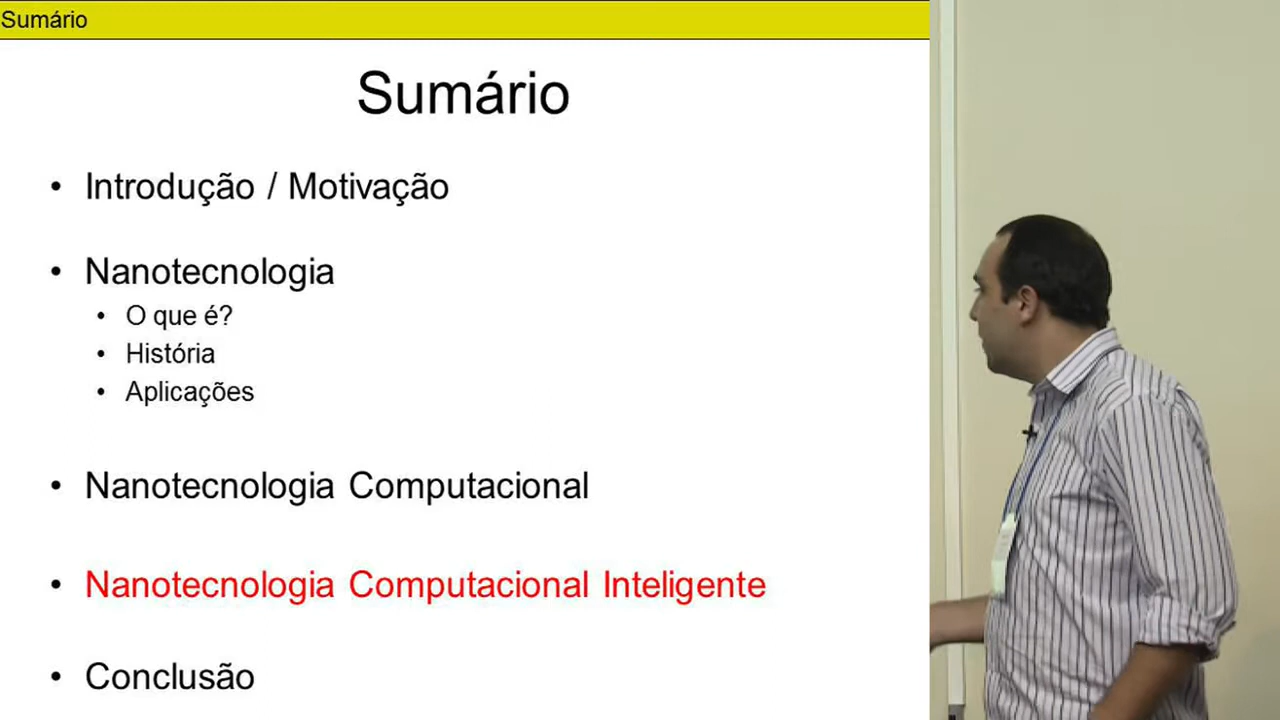 Sumário
Sumário
• Introdução / Motivação
• Nanotecnologia
• O que é?
• História
• Aplicações
• Nanotecnologia Computacional
• Nanotecnologia Computacional Inteligente
• Conclusão